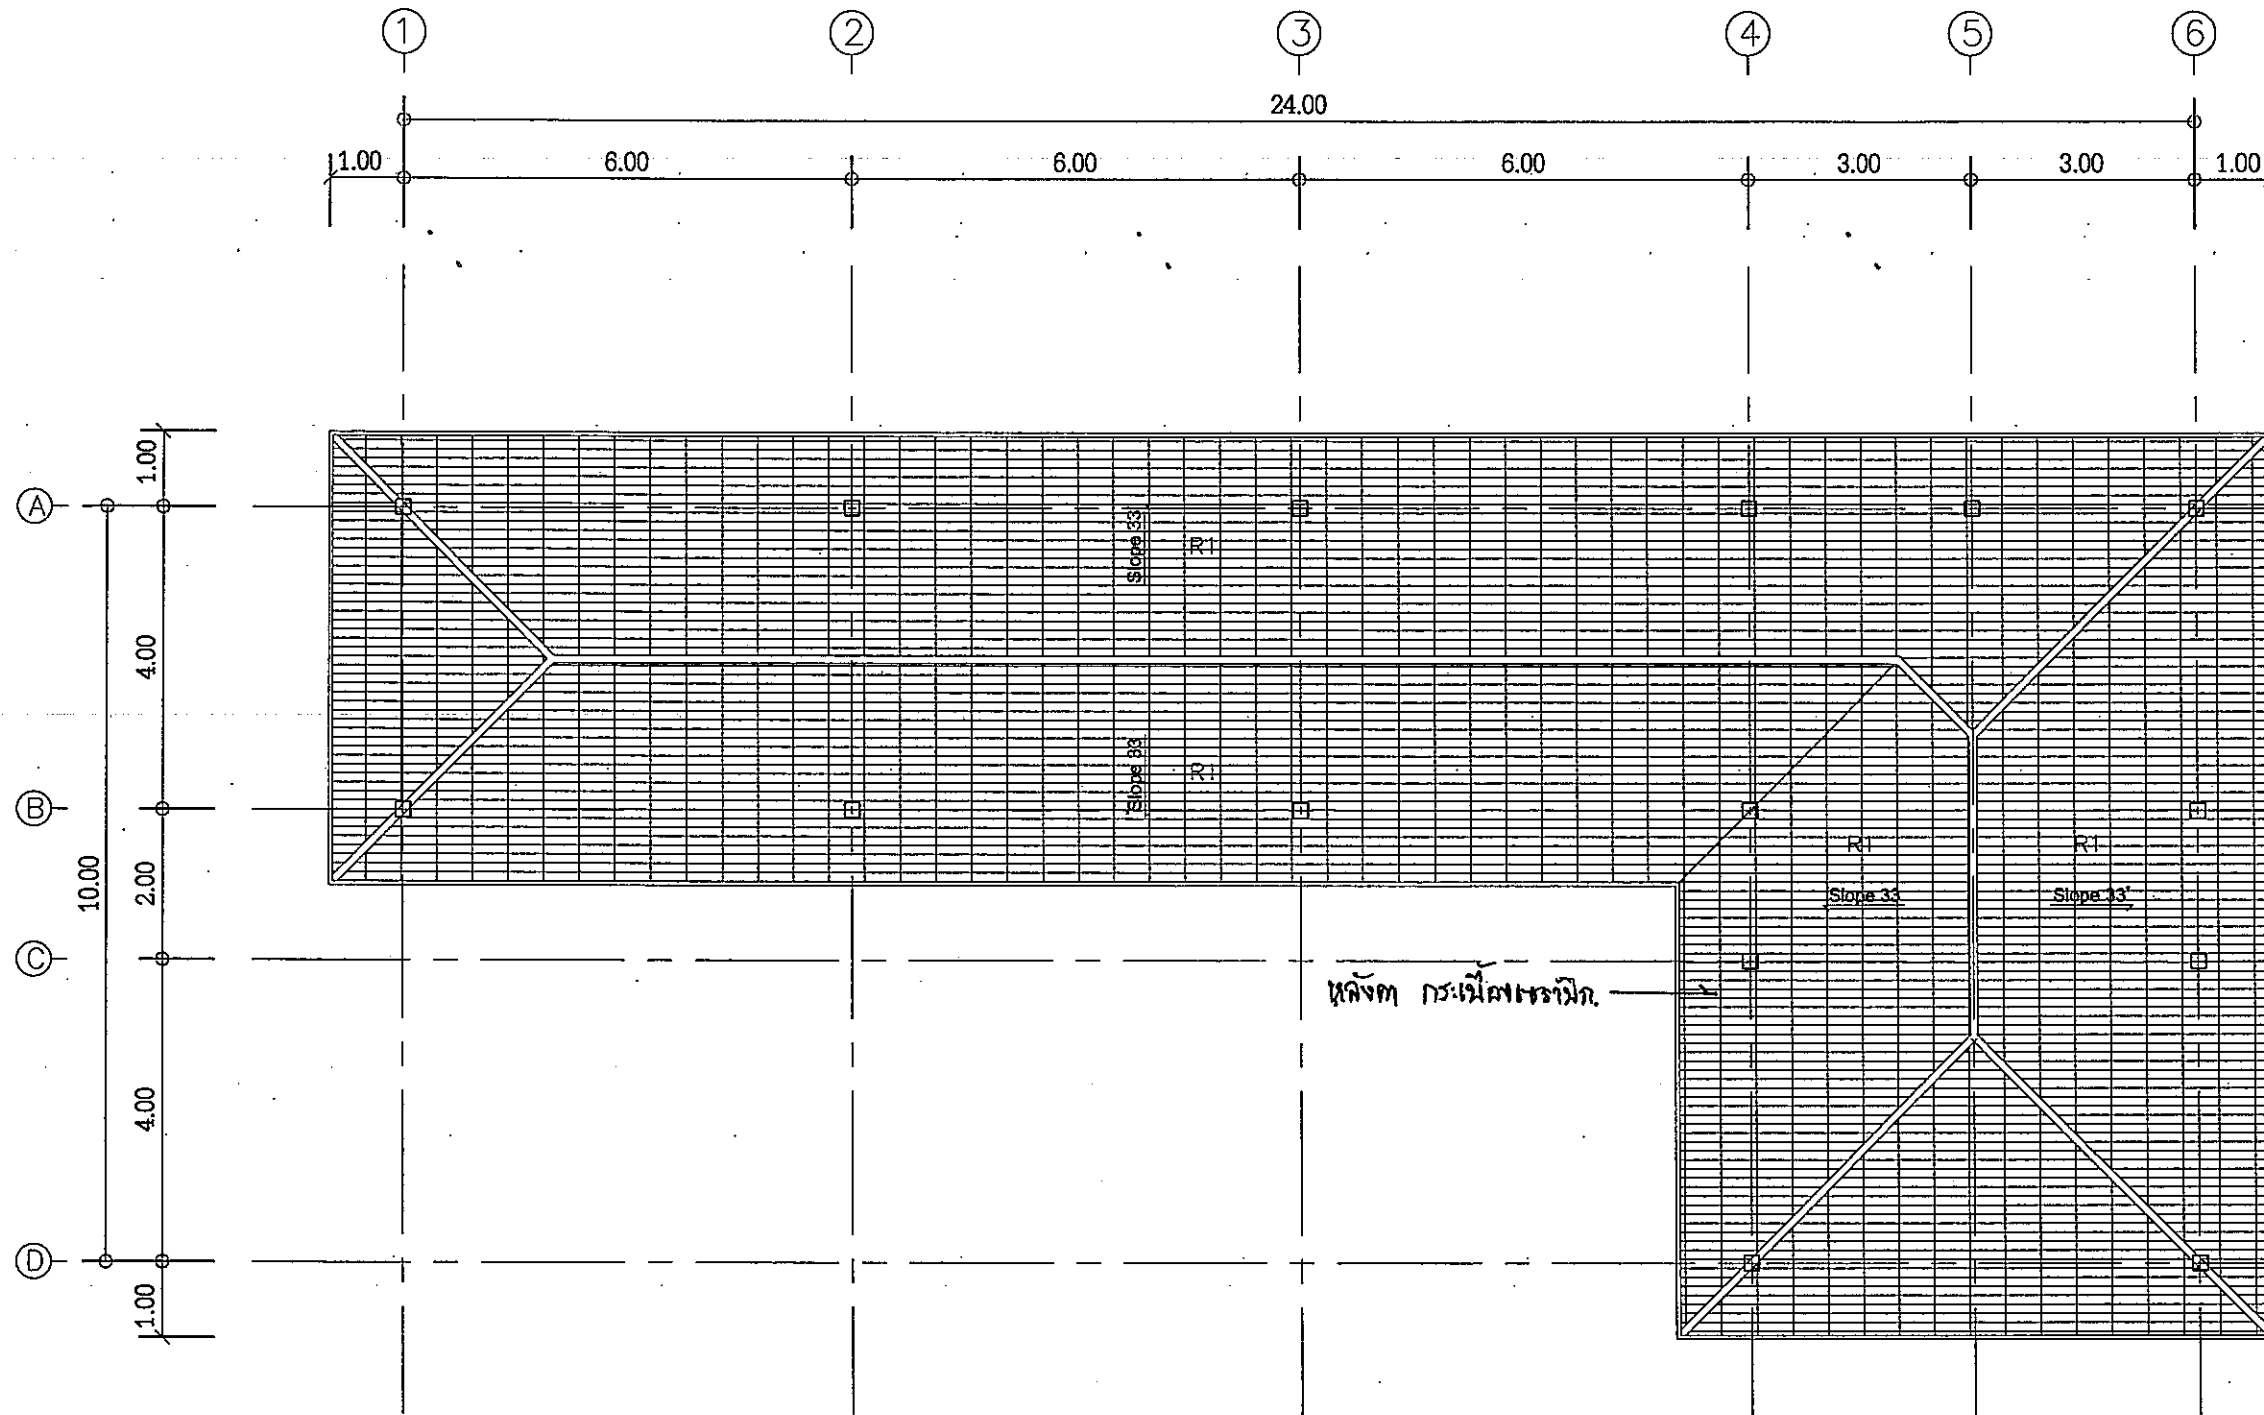 1 2 3 4 5 6
24.00
1.00 6.00 6.00 6.00 3.00 3.00 1.00
1.00
A
Slope 33°
R1
4.00
Slope 33
R1
B
R1 R1
10.00
2.00
Slope 33 Slope 33°
C
หลังคา กระเบื้องเซรามิก.
4.00
D
1.00